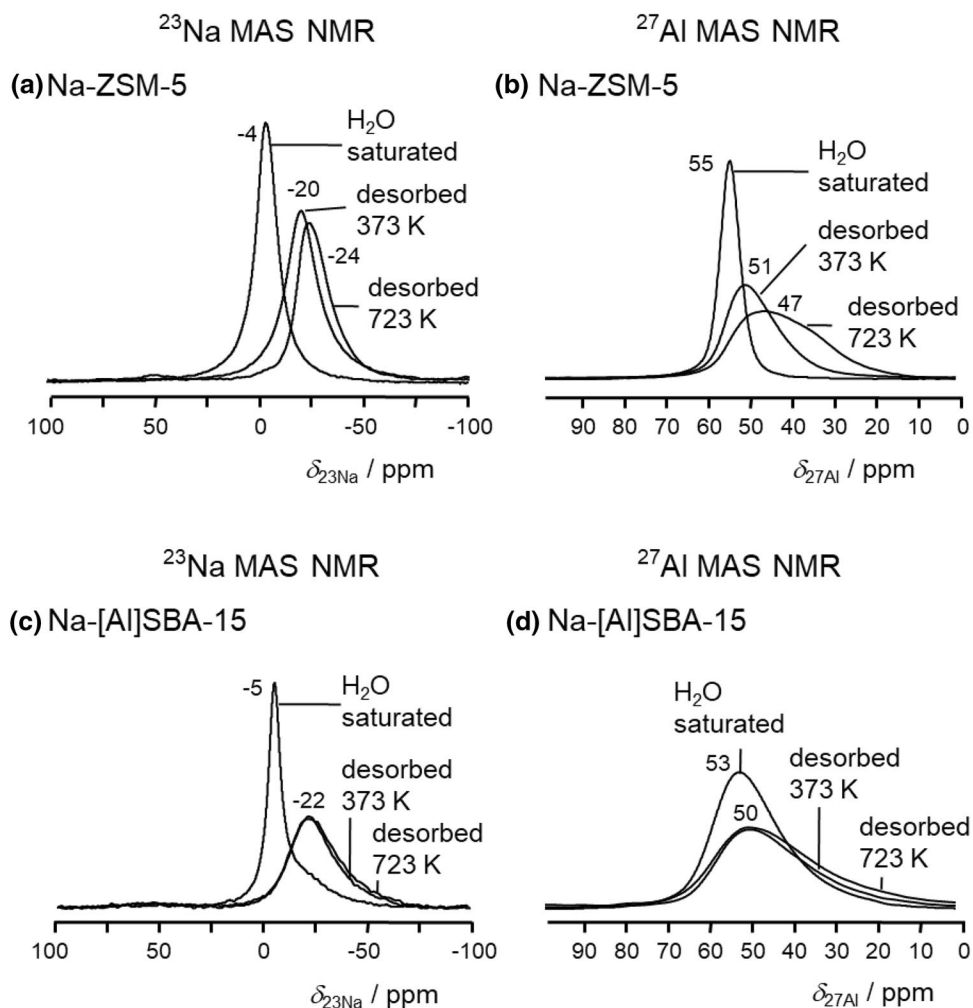 ²³Na MAS NMR
²⁷Al MAS NMR
(a) Na-ZSM-5
(b) Na-ZSM-5
-4
H₂O
saturated
-20
desorbed
373 K
-24
desorbed
723 K
100 50 0 -50 -100
δ₂₃Na / ppm
55
H₂O
saturated
51
desorbed
373 K
47
desorbed
723 K
90 80 70 60 50 40 30 20 10 0
δ₂₇Al / ppm
²³Na MAS NMR
²⁷Al MAS NMR
(c) Na-[Al]SBA-15
(d) Na-[Al]SBA-15
-5
H₂O
saturated
-22
desorbed
373 K
desorbed
723 K
100 50 0 -50 -100
δ₂₃Na / ppm
H₂O
saturated
53
desorbed
373 K
50
desorbed
723 K
90 80 70 60 50 40 30 20 10 0
δ₂₇Al / ppm